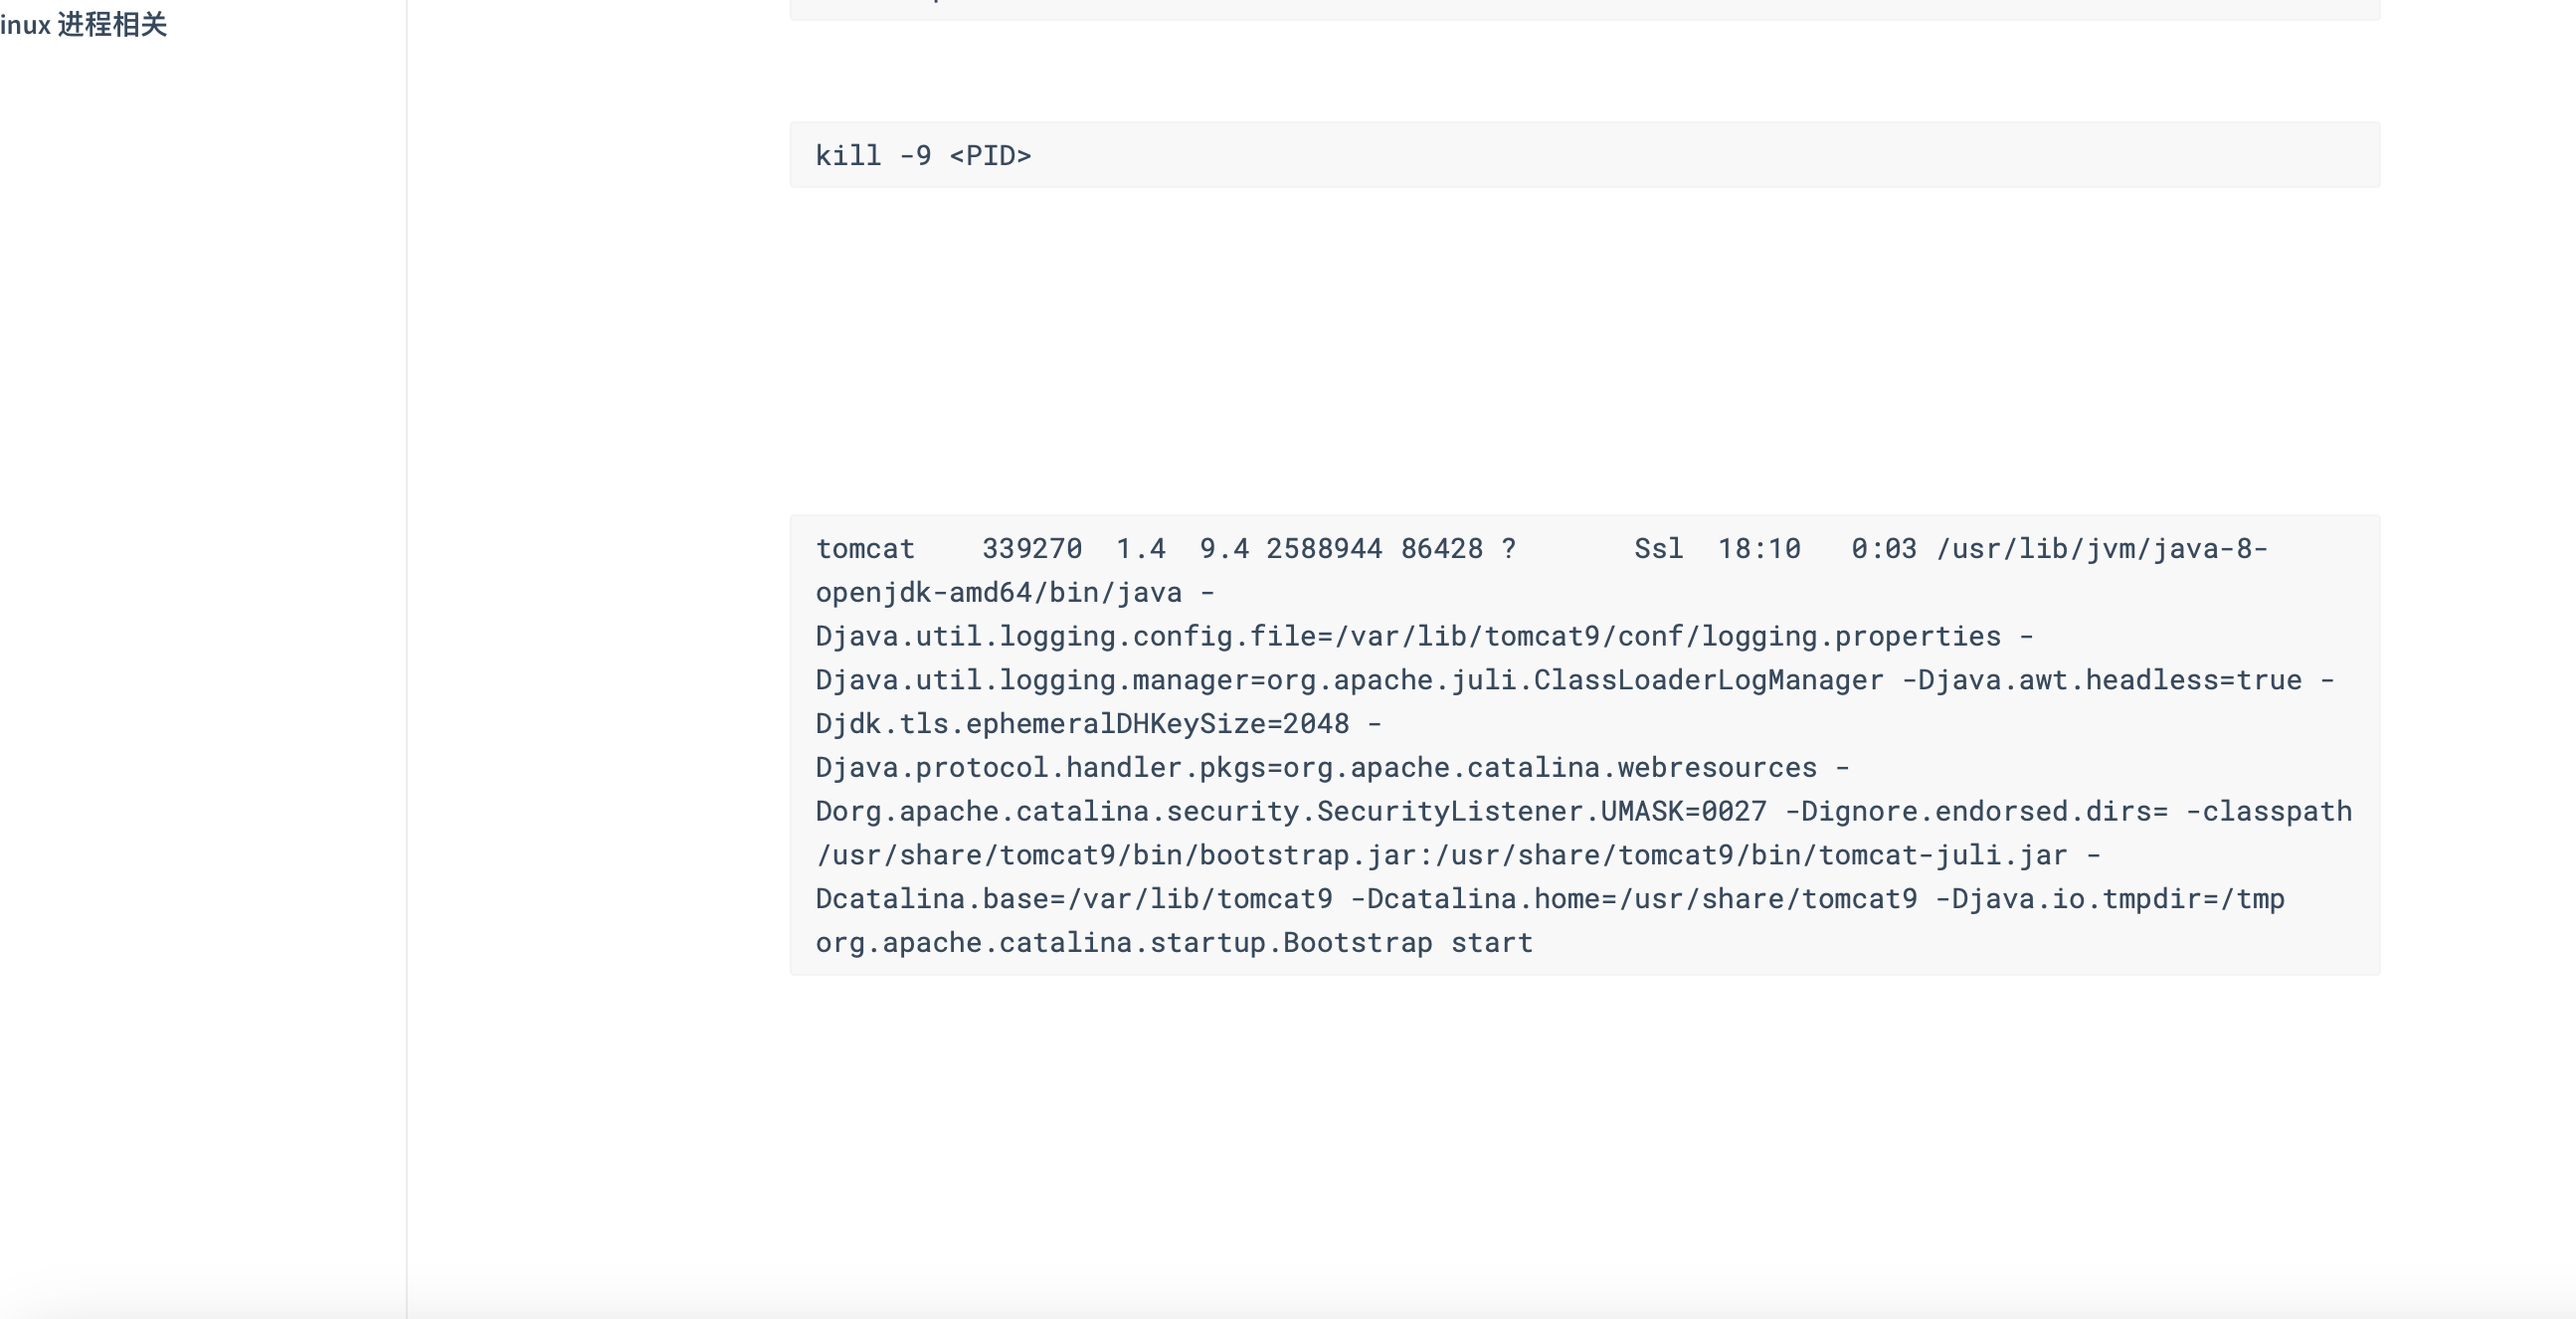 inux 进程相关
kill -9 <PID>
tomcat    339270  1.4  9.4 2588944 86428 ?       Ssl  18:10   0:03 /usr/lib/jvm/java-8-
openjdk-amd64/bin/java -
Djava.util.logging.config.file=/var/lib/tomcat9/conf/logging.properties -
Djava.util.logging.manager=org.apache.juli.ClassLoaderLogManager -Djava.awt.headless=true -
Djdk.tls.ephemeralDHKeySize=2048 -
Djava.protocol.handler.pkgs=org.apache.catalina.webresources -
Dorg.apache.catalina.security.SecurityListener.UMASK=0027 -Dignore.endorsed.dirs= -classpath
/usr/share/tomcat9/bin/bootstrap.jar:/usr/share/tomcat9/bin/tomcat-juli.jar -
Dcatalina.base=/var/lib/tomcat9 -Dcatalina.home=/usr/share/tomcat9 -Djava.io.tmpdir=/tmp
org.apache.catalina.startup.Bootstrap start